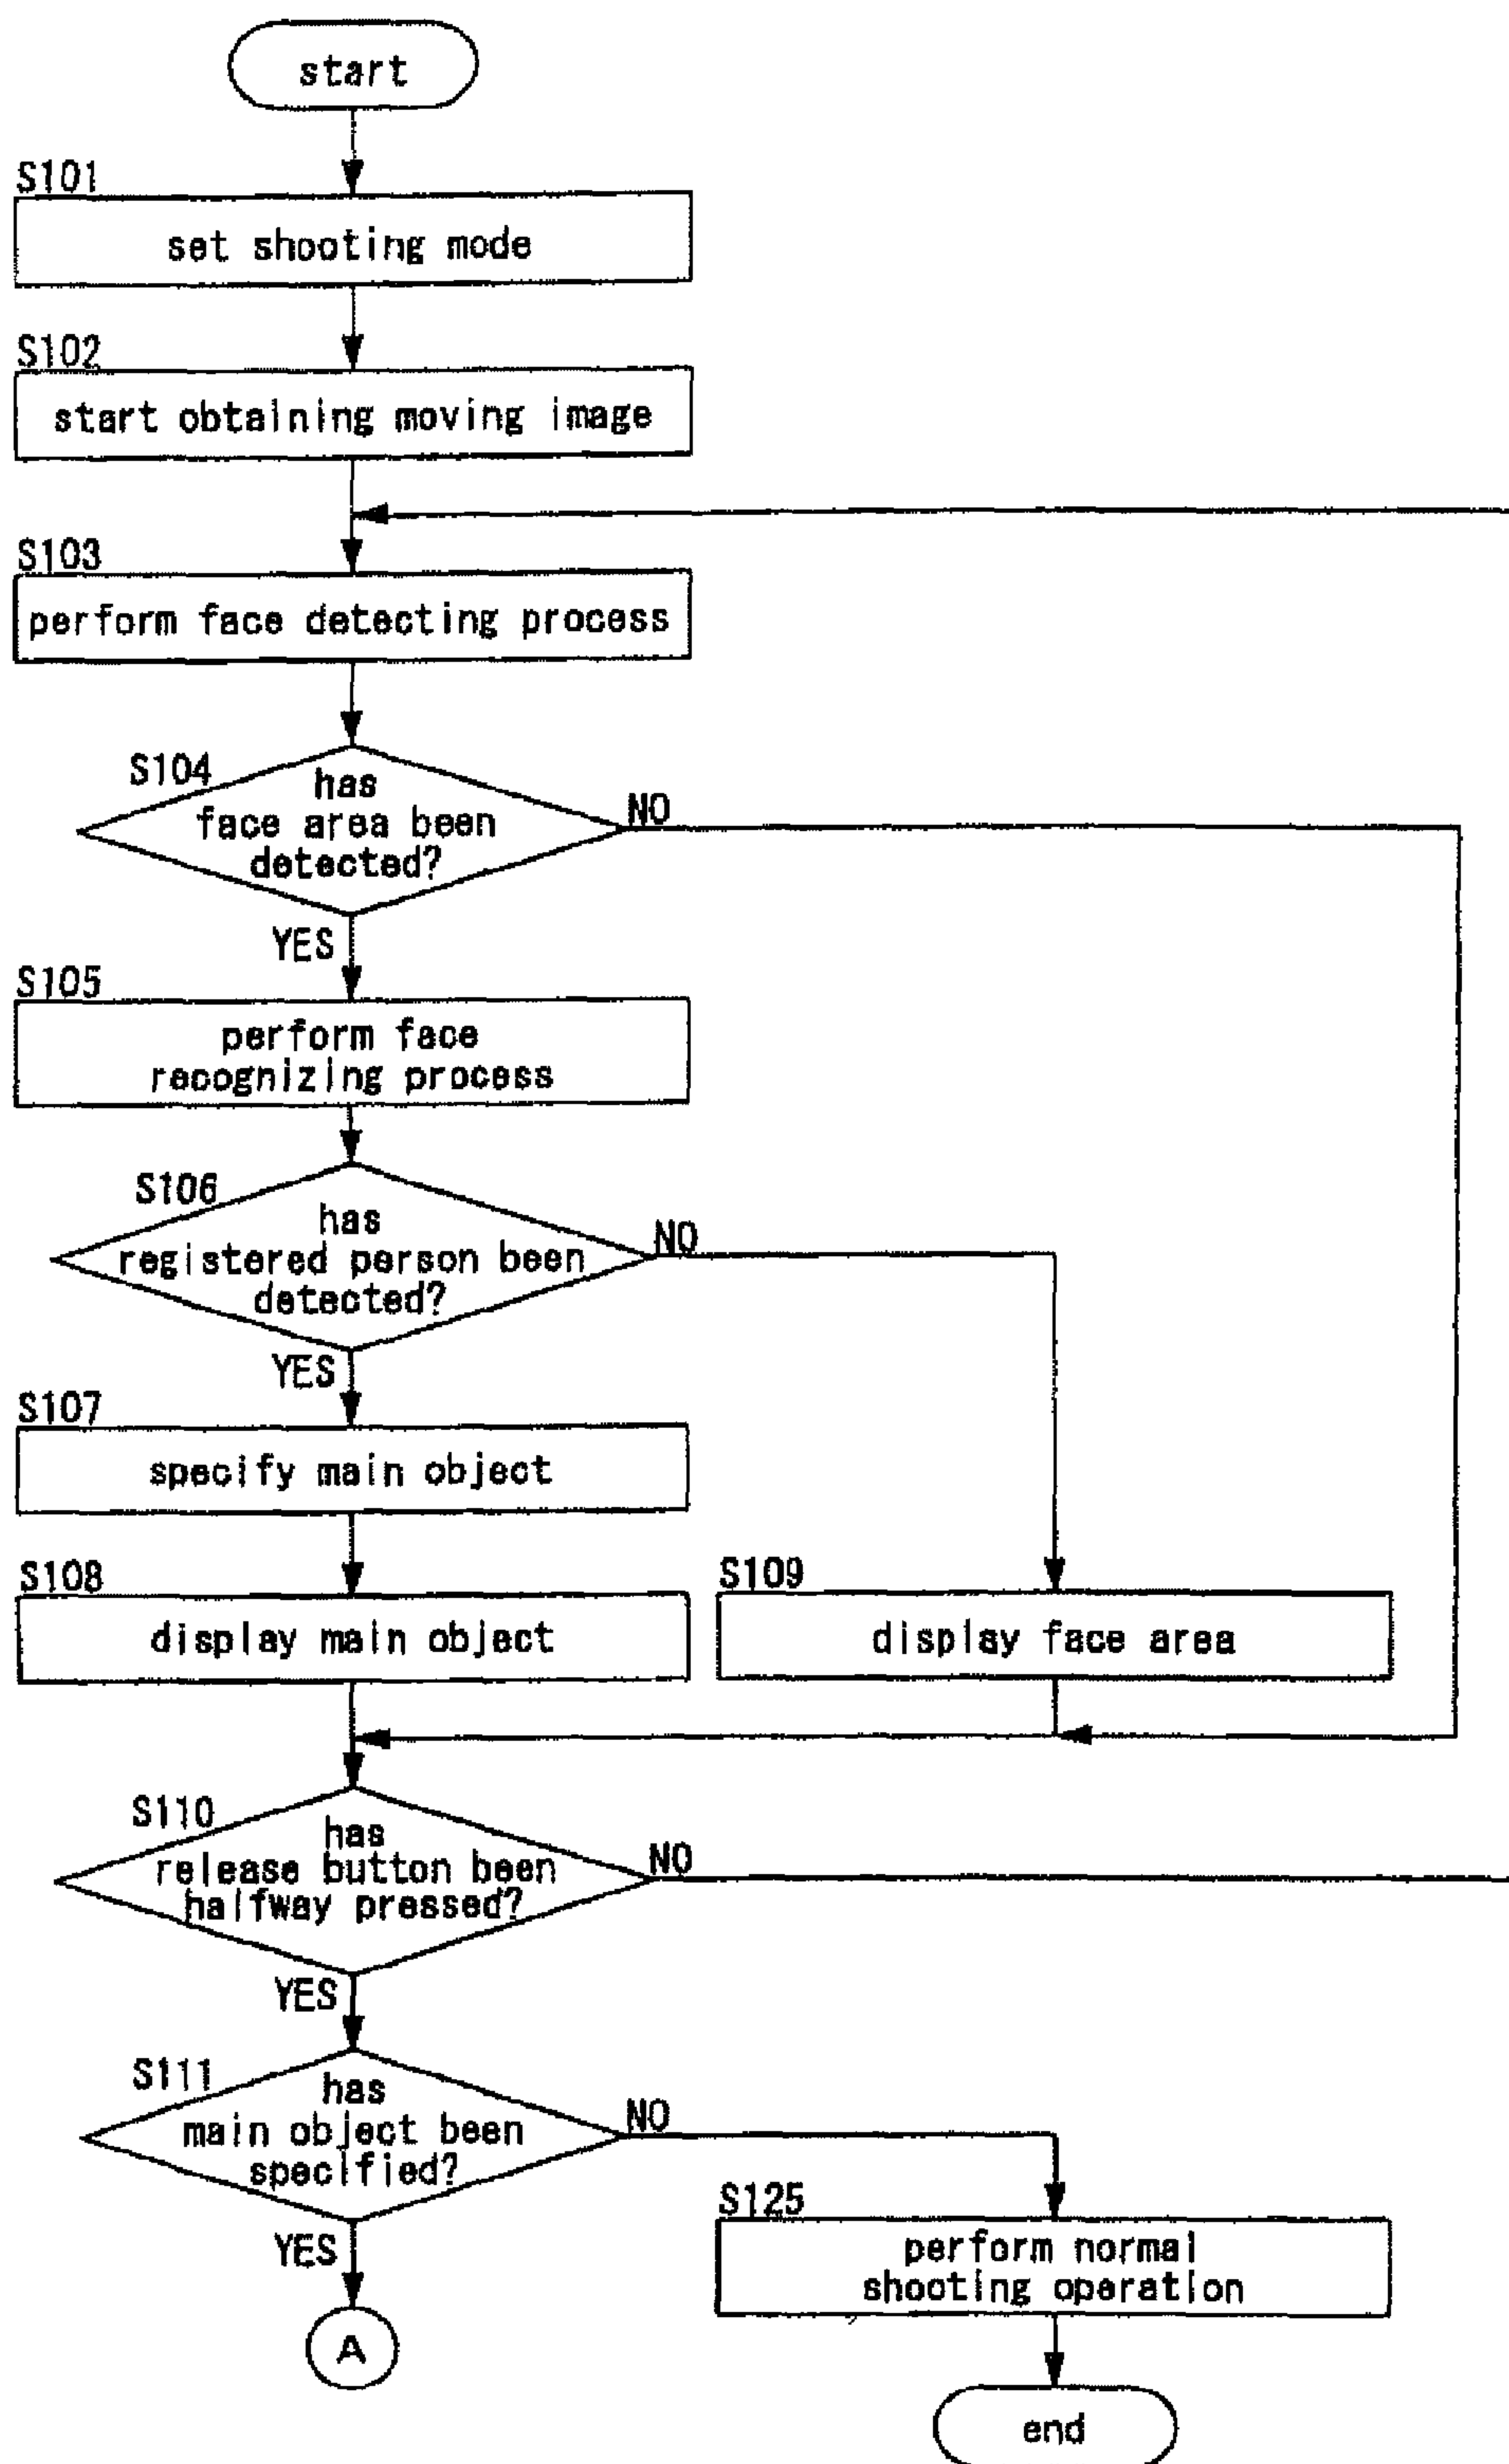 start
S101
set shooting mode
S102
start obtaining moving image
S103
perform face detecting process
S104
has
face area been
detected?
NO
YES
S105
perform face
recognizing process
S106
has
registered person been
detected?
NO
YES
S107
specify main object
S108
display main object
S109
display face area
S110
has
release button been
halfway pressed?
NO
YES
S111
has
main object been
specified?
NO
YES
S125
perform normal
shooting operation
A
end